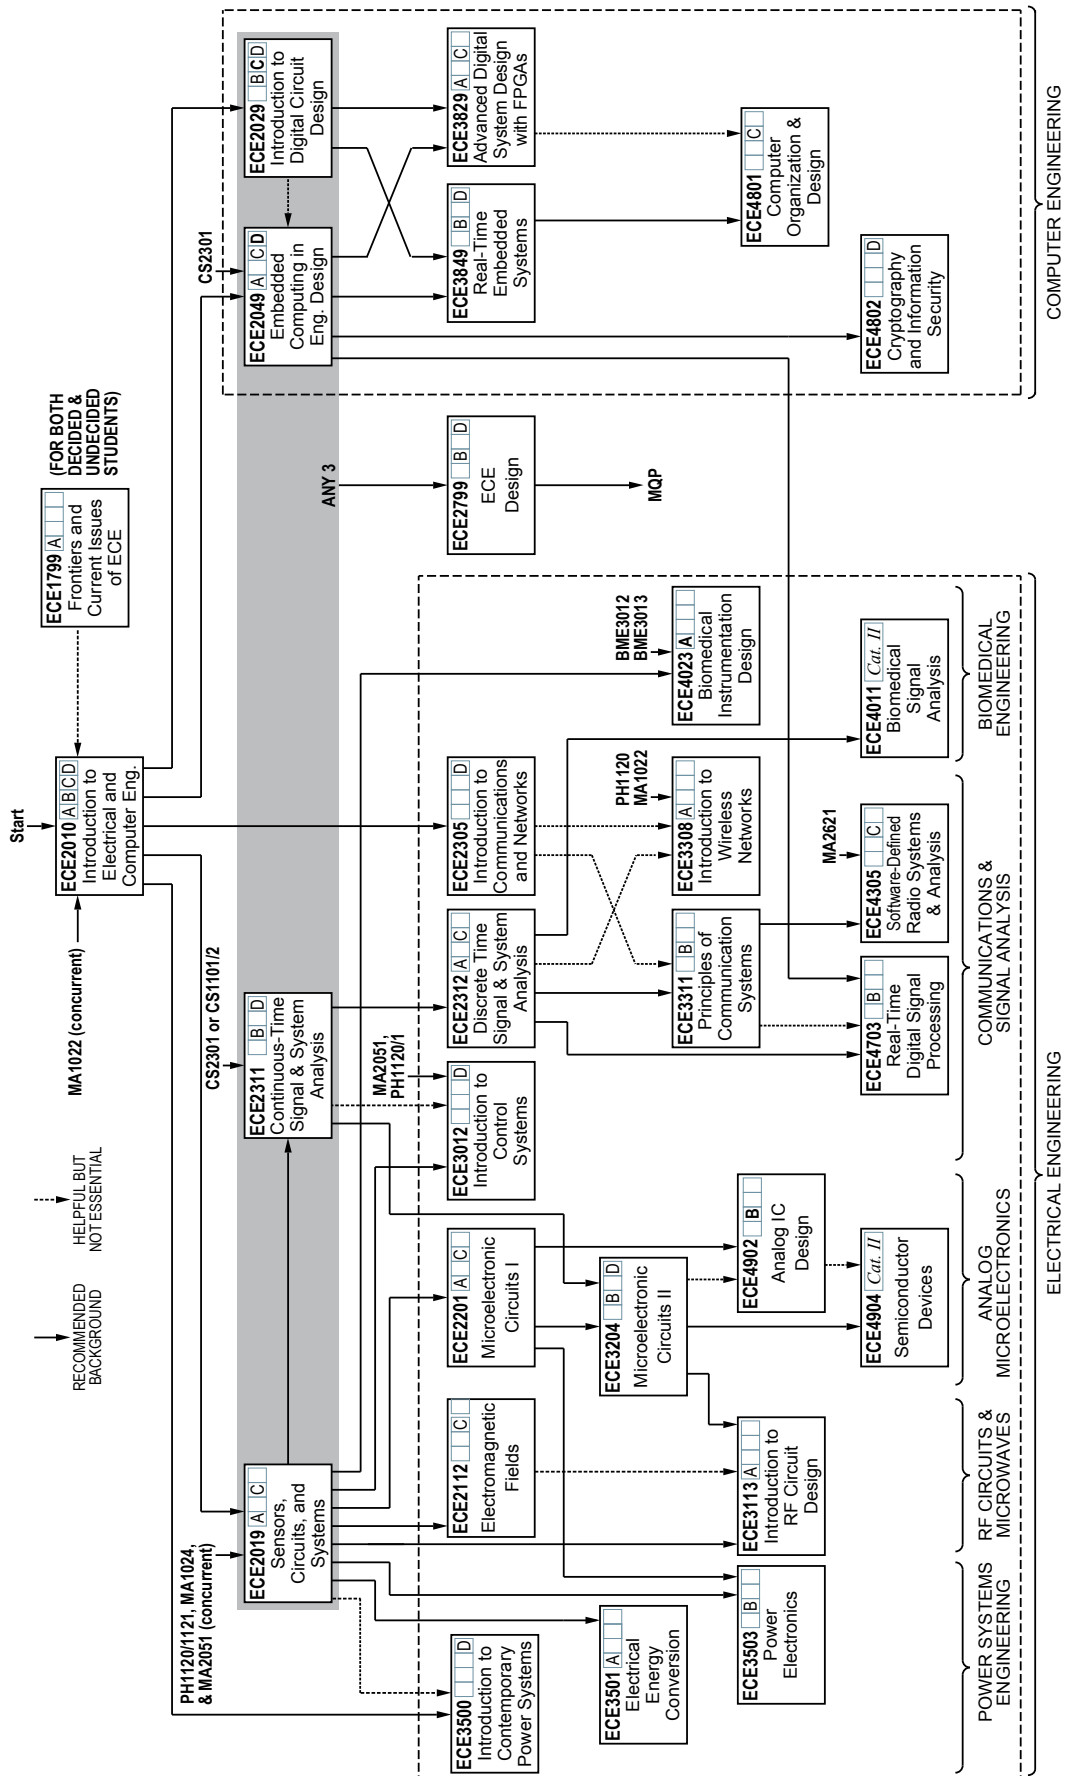 Start
MA1022 (concurrent)
ECE2010 A B C D
Introduction to
Electrical and
Computer Eng.
ECE1799 A
Frontiers and
Current Issues
of ECE
(FOR BOTH
DECIDED &
UNDECIDED
STUDENTS)
RECOMMENDED
BACKGROUND
HELPFUL BUT
NOT ESSENTIAL
PH1120/1121, MA1024,
& MA2051 (concurrent)
CS2301 or CS1101/2
CS2301
ECE2019 A C
Sensors,
Circuits, and
Systems
ECE2311 B D
Continuous-Time
Signal & System
Analysis
ECE2049 A C D
Embedded
Computing in
Eng. Design
ECE2029 B C D
Introduction to
Digital Circuit
Design
ANY 3
MA2051,
PH1120/1
ECE3500 D
Introduction to
Contemporary
Power Systems
ECE2112 C
Electromagnetic
Fields
ECE2201 A C
Microelectronic
Circuits I
ECE3012 D
Introduction to
Control
Systems
ECE2312 A C
Discrete Time
Signal & System
Analysis
ECE2305 D
Introduction to
Communications
and Networks
ECE2799 B D
ECE
Design
MQP
ECE3849 B D
Real-Time
Embedded
Systems
ECE3829 A C
Advanced Digital
System Design
with FPGAs
ECE3501 A
Electrical
Energy
Conversion
ECE3204 B D
Microelectronic
Circuits II
PH1120
MA1022
BME3012
BME3013
ECE3311 B
Principles of
Communication
Systems
ECE3308 A
Introduction to
Wireless
Networks
ECE4023 A
Biomedical
Instrumentation
Design
ECE3503 B
Power
Electronics
ECE3113 A
Introduction to
RF Circuit
Design
ECE4902 B
Analog IC
Design
ECE4801 C
Computer
Organization &
Design
MA2621
ECE4904 Cat. II
Semiconductor
Devices
ECE4703 B
Real-Time
Digital Signal
Processing
ECE4305 C
Software-Defined
Radio Systems
& Analysis
ECE4011 Cat. II
Biomedical
Signal
Analysis
ECE4802 D
Cryptography
and Information
Security
POWER SYSTEMS
ENGINEERING
RF CIRCUITS &
MICROWAVES
ANALOG
MICROELECTRONICS
COMMUNICATIONS &
SIGNAL ANALYSIS
BIOMEDICAL
ENGINEERING
ELECTRICAL ENGINEERING
COMPUTER ENGINEERING